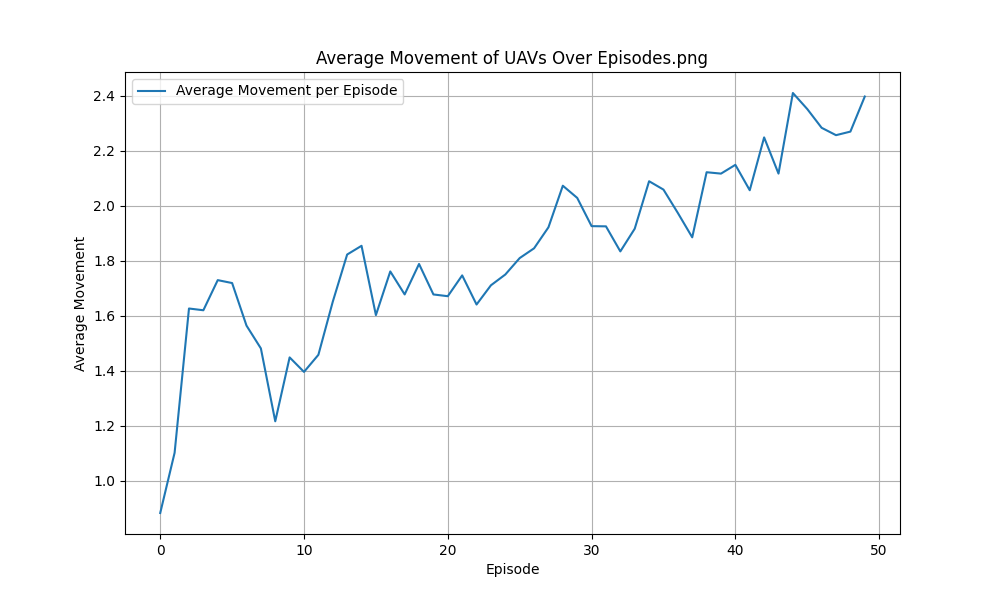 Average Movement of UAVs Over Episodes.png
Average Movement per Episode
Average Movement
2.4
2.2
2.0
1.8
1.6
1.4
1.2
1.0
0 10 20 30 40 50
Episode